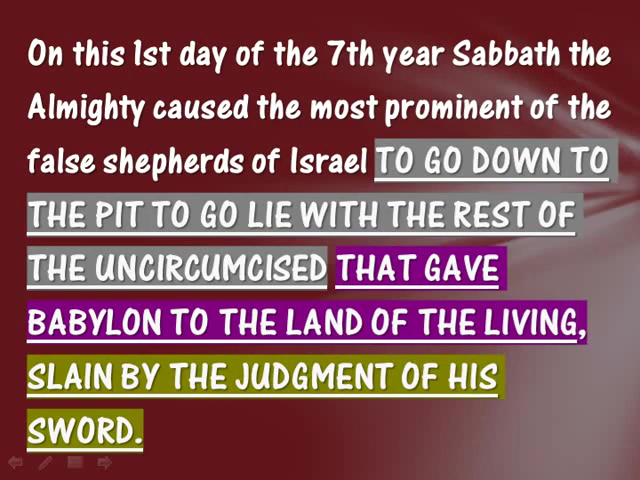 On this 1st day of the 7th year Sabbath the
Almighty caused the most prominent of the
false shepherds of Israel TO GO DOWN TO
THE PIT TO GO LIE WITH THE REST OF
THE UNCIRCUMCISED THAT GAVE
BABYLON TO THE LAND OF THE LIVING,
SLAIN BY THE JUDGMENT OF HIS
SWORD.